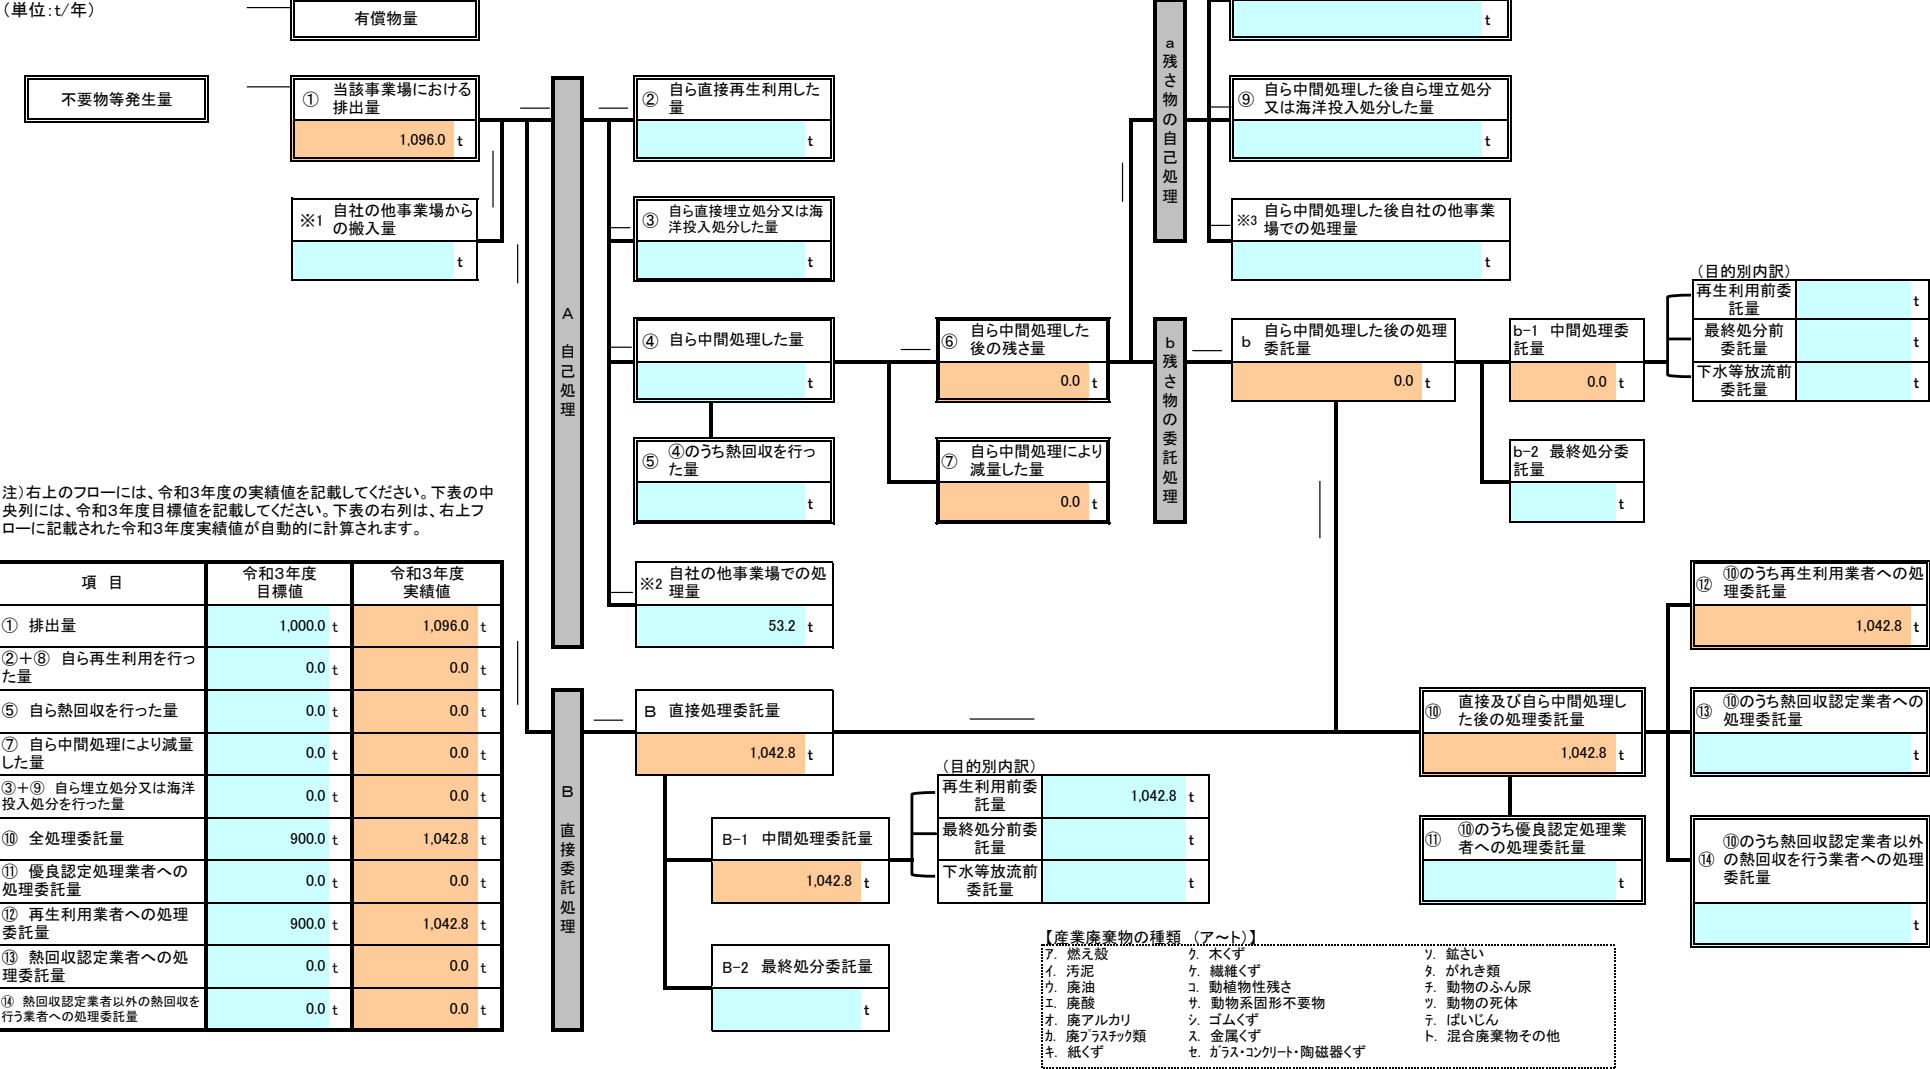 （単位:t/年）
有償物量
t
不要物等発生量
① 当該事業場における
排出量
1,096.0 t
※1 自社の他事業場から
の搬入量
t
A 自己処理
② 自ら直接再生利用した
量
t
③ 自ら直接埋立処分又は海
洋投入処分した量
t
④ 自ら中間処理した量
t
⑤ ④のうち熱回収を行っ
た量
t
※2 自社の他事業場での処
理量
53.2 t
⑥ 自ら中間処理した
後の残さ量
0.0 t
⑦ 自ら中間処理により
減量した量
0.0 t
a 残さ物の自己処理
⑨ 自ら中間処理した後自ら埋立処分
又は海洋投入処分した量
t
※3 自ら中間処理した後自社の他事業
場での処理量
t
b 残さ物の委託処理
b 自ら中間処理した後の処理
委託量
0.0 t
b-1 中間処理委
託量
0.0 t
b-2 最終処分委
託量
t
（目的別内訳）
再生利用前委
託量
t
最終処分前
委託量
t
下水等放流前
委託量
t
注）右上のフローには、令和3年度の実績値を記載してください。下表の中
央列には、令和3年度目標値を記載してください。下表の右列は、右上フ
ローに記載された令和3年度実績値が自動的に計算されます。
項 目 令和3年度
目標値 令和3年度
実績値
① 排出量 1,000.0 t 1,096.0 t
②＋⑧ 自ら再生利用を行っ
た量 0.0 t 0.0 t
⑤ 自ら熱回収を行った量 0.0 t 0.0 t
⑦ 自ら中間処理により減量
した量 0.0 t 0.0 t
③＋⑨ 自ら埋立処分又は海洋
投入処分を行った量 0.0 t 0.0 t
⑩ 全処理委託量 900.0 t 1,042.8 t
⑪ 優良認定処理業者への
処理委託量 0.0 t 0.0 t
⑫ 再生利用業者への処理
委託量 900.0 t 1,042.8 t
⑬ 熱回収認定業者への処
理委託量 0.0 t 0.0 t
⑭ 熱回収認定業者以外の熱回収を
行う業者への処理委託量 0.0 t 0.0 t
B 直接委託処理
B 直接処理委託量
1,042.8 t
B-1 中間処理委託量
1,042.8 t
B-2 最終処分委託量
t
（目的別内訳）
再生利用前委
託量
1,042.8 t
最終処分前委
託量
t
下水等放流前
委託量
t
⑩ 直接及び自ら中間処理し
た後の処理委託量
1,042.8 t
⑪ ⑩のうち優良認定処理業
者への処理委託量
t
⑫ ⑩のうち再生利用業者への処
理委託量
1,042.8 t
⑬ ⑩のうち熱回収認定業者への
処理委託量
t
⑭ ⑩のうち熱回収認定業者以外
の熱回収を行う業者への処理
委託量
t
【産業廃棄物の種類 （ア～ト）】
ア. 燃え殻 ク. 木くず ソ. 鉱さい
イ. 汚泥 ケ. 繊維くず タ. がれき類
ウ. 廃油 コ. 動植物性残さ チ. 動物のふん尿
エ. 廃酸 サ. 動物系固形不要物 ツ. 動物の死体
オ. 廃アルカリ シ. ゴムくず テ. ばいじん
カ. 廃プラスチック類 ス. 金属くず ト. 混合廃棄物その他
キ. 紙くず セ. ガラス・コンクリート・陶磁器くず